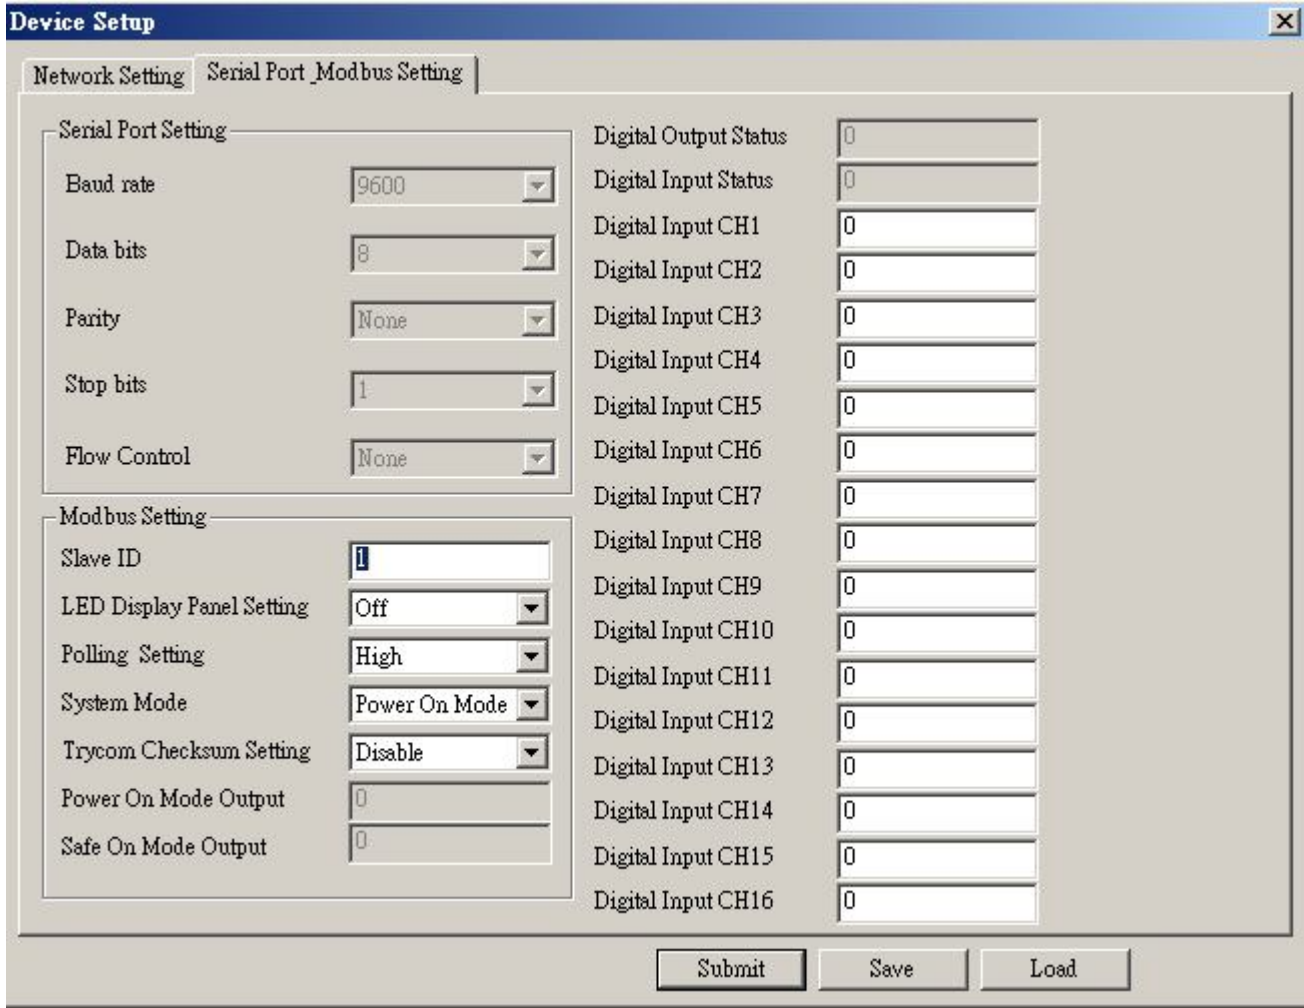 Device Setup
Network Setting
Serial Port _Modbus Setting
Serial Port Setting
Baud rate 9600
Data bits 8
Parity None
Stop bits 1
Flow Control None
Modbus Setting
Slave ID 1
LED Display Panel Setting Off
Polling Setting High
System Mode Power On Mode
Trycom Checksum Setting Disable
Power On Mode Output 0
Safe On Mode Output 0
Digital Output Status 0
Digital Input Status 0
Digital Input CH1 0
Digital Input CH2 0
Digital Input CH3 0
Digital Input CH4 0
Digital Input CH5 0
Digital Input CH6 0
Digital Input CH7 0
Digital Input CH8 0
Digital Input CH9 0
Digital Input CH10 0
Digital Input CH11 0
Digital Input CH12 0
Digital Input CH13 0
Digital Input CH14 0
Digital Input CH15 0
Digital Input CH16 0
Submit Save Load